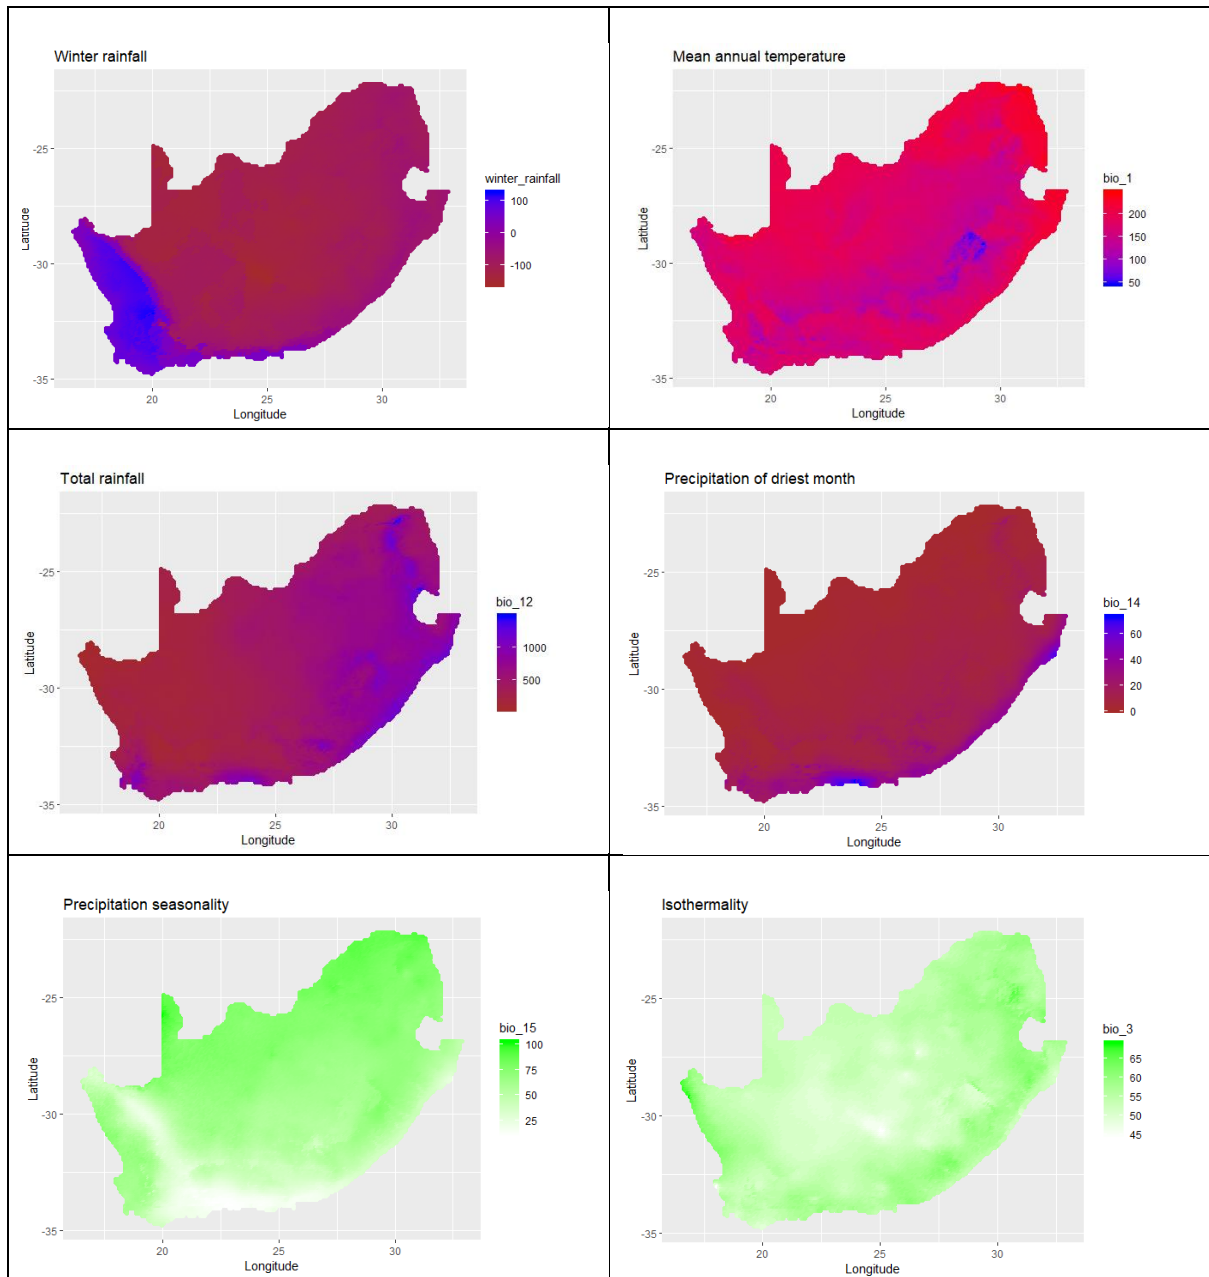 Winter rainfall
-25
-30
-35
Latitude
20
25
30
Longitude
winter_rainfall
100
0
-100
Mean annual temperature
-25
-30
-35
Latitude
20
25
30
Longitude
bio_1
200
150
100
50
Total rainfall
-25
-30
-35
Latitude
20
25
30
Longitude
bio_12
1000
500
Precipitation of driest month
-25
-30
-35
Latitude
20
25
30
Longitude
bio_14
60
40
20
0
Precipitation seasonality
-25
-30
-35
Latitude
20
25
30
Longitude
bio_15
100
75
50
25
Isothermality
-25
-30
-35
Latitude
20
25
30
Longitude
bio_3
65
60
55
50
45